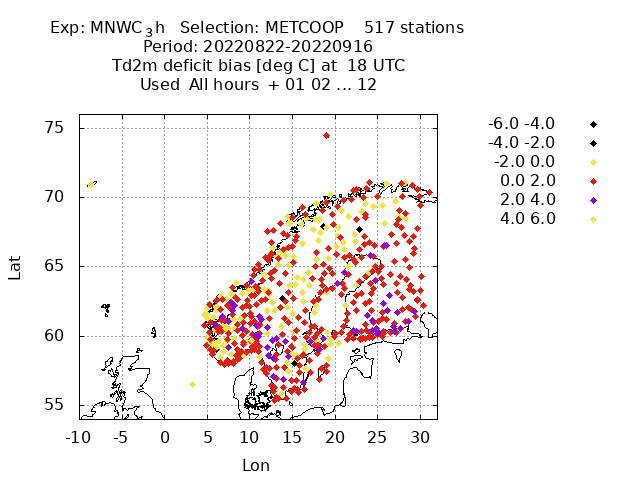 Exp: MNWC_3h   Selection: METCOOP    517 stations
Period: 20220822-20220916
Td2m deficit bias [deg C] at  18 UTC
Used  All hours  + 01 02 ... 12
75
70
65
60
55
Lat
-10 -5 0 5 10 15 20 25 30
Lon
-6.0 -4.0
-4.0 -2.0
-2.0 0.0
0.0 2.0
2.0 4.0
4.0 6.0